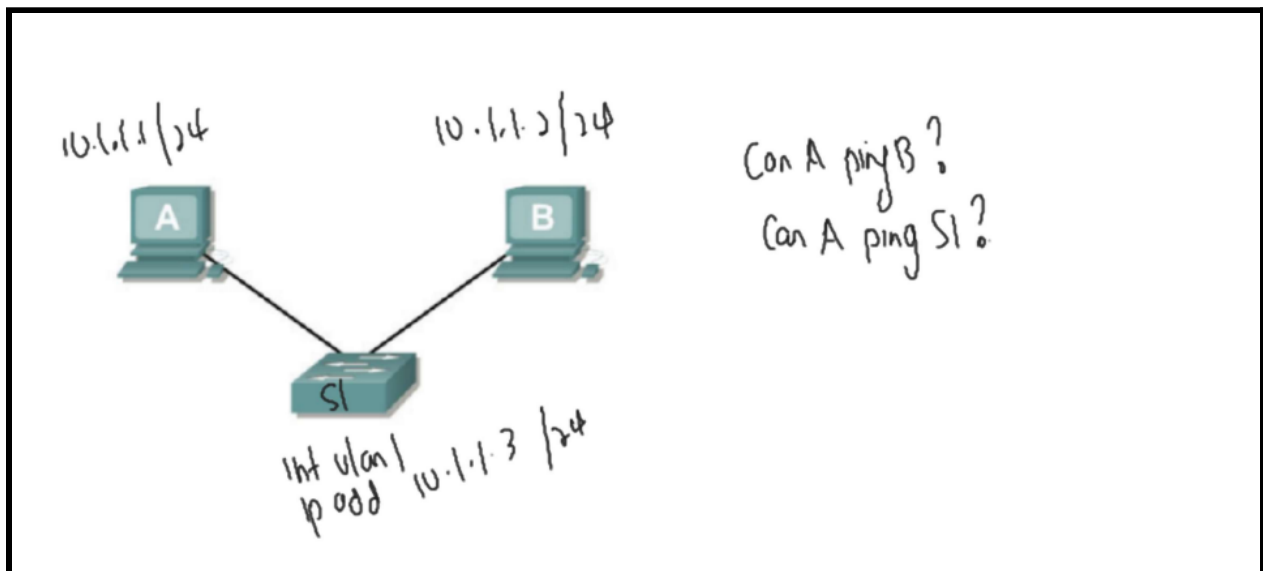 10.1.1.1/24
10.1.1.2/24
Can A ping B?
Can A ping S1?
A
B
S1
int vlan 1
ip add 10.1.1.3 /24